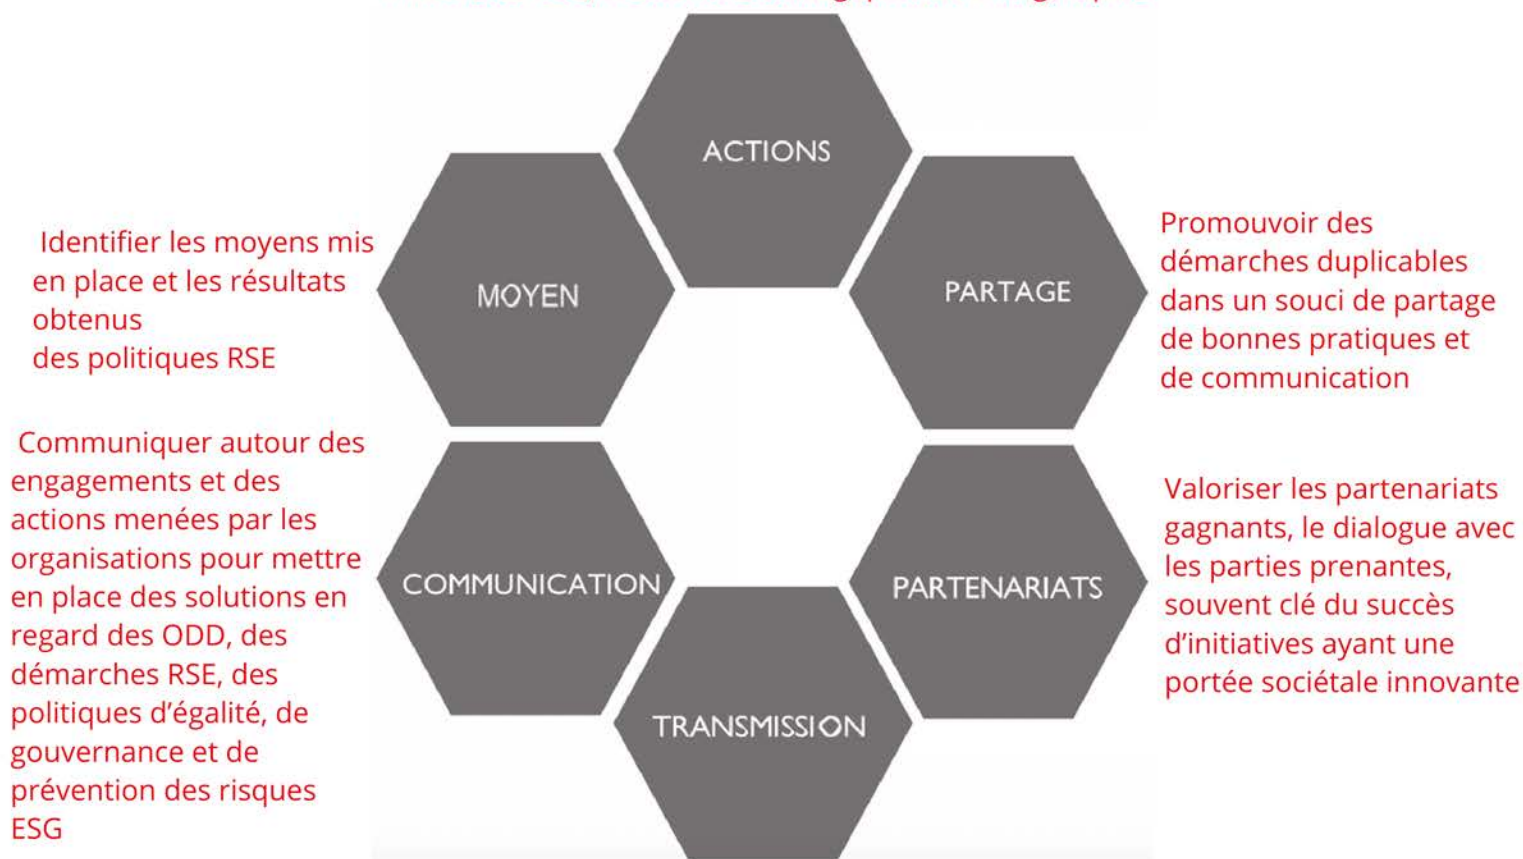 ACTIONS
MOYEN
PARTAGE
Identifier les moyens mis
en place et les résultats
obtenus
des politiques RSE
Promouvoir des
démarches duplicables
dans un souci de partage
de bonnes pratiques et
de communication
Communiquer autour des
engagements et des
actions menées par les
organisations pour mettre
en place des solutions en
regard des ODD, des
démarches RSE, des
politiques d'égalité, de
gouvernance et de
prévention des risques
ESG
COMMUNICATION
PARTENARIATS
Valoriser les partenariats
gagnants, le dialogue avec
les parties prenantes,
souvent clé du succès
d'initiatives ayant une
portée sociétale innovante
TRANSMISSION